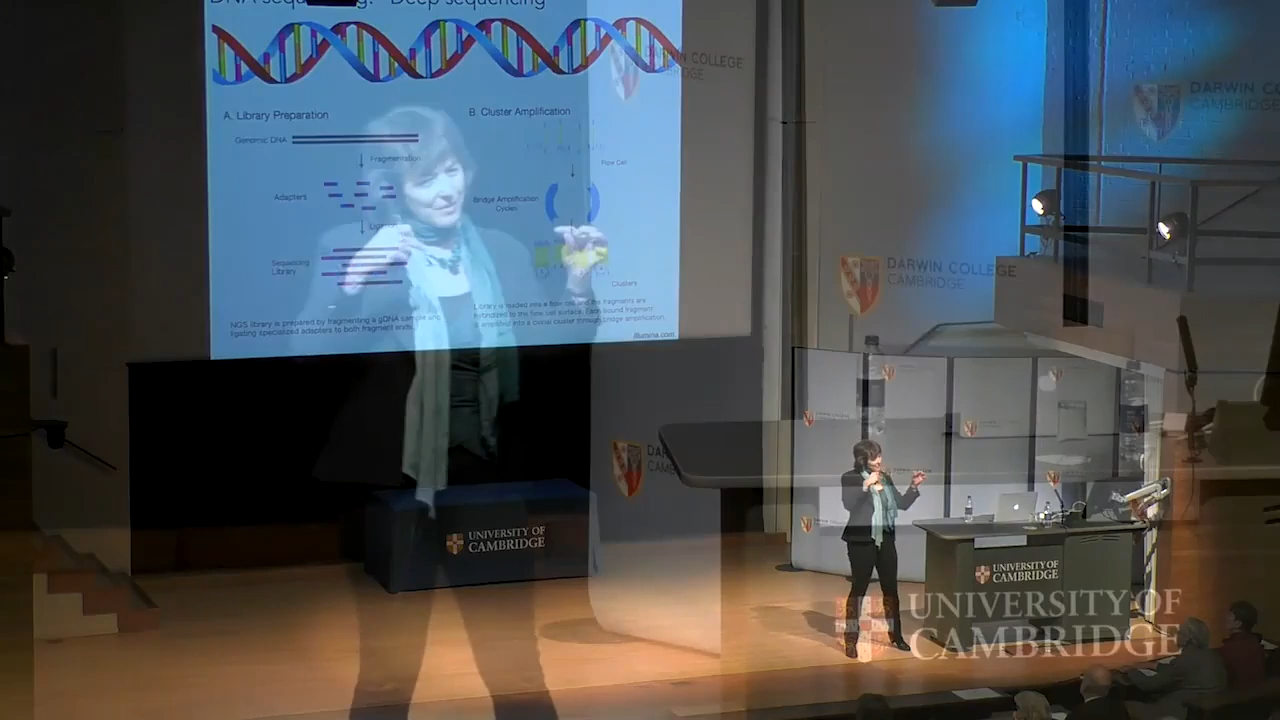 DNA sequencing: Deep sequencing
DARWIN COLLEGE
CAMBRIDGE
A. Library Preparation
B. Cluster Amplification
Genomic DNA
Fragmentation
Flow Cell
Adapters
Bridge Amplification
Cycles
Sequencing
Library
Clusters
NGS library is prepared by fragmenting a gDNA sample and
ligating specialized adapters to both fragment ends.
Library is loaded into a flow cell and the fragments are
hybridized to the flow cell surface. Each bound fragment
is amplified into a clonal cluster through bridge amplification.
illumina.com
DARWIN CO
CAMBRIDGE
DARWIN COLLEGE
CAMBRIDGE
UNIVERSITY OF
CAMBRIDGE
UNIVERSITY OF
CAMBRIDGE
UNIVERSITY OF
CAMBRIDGE